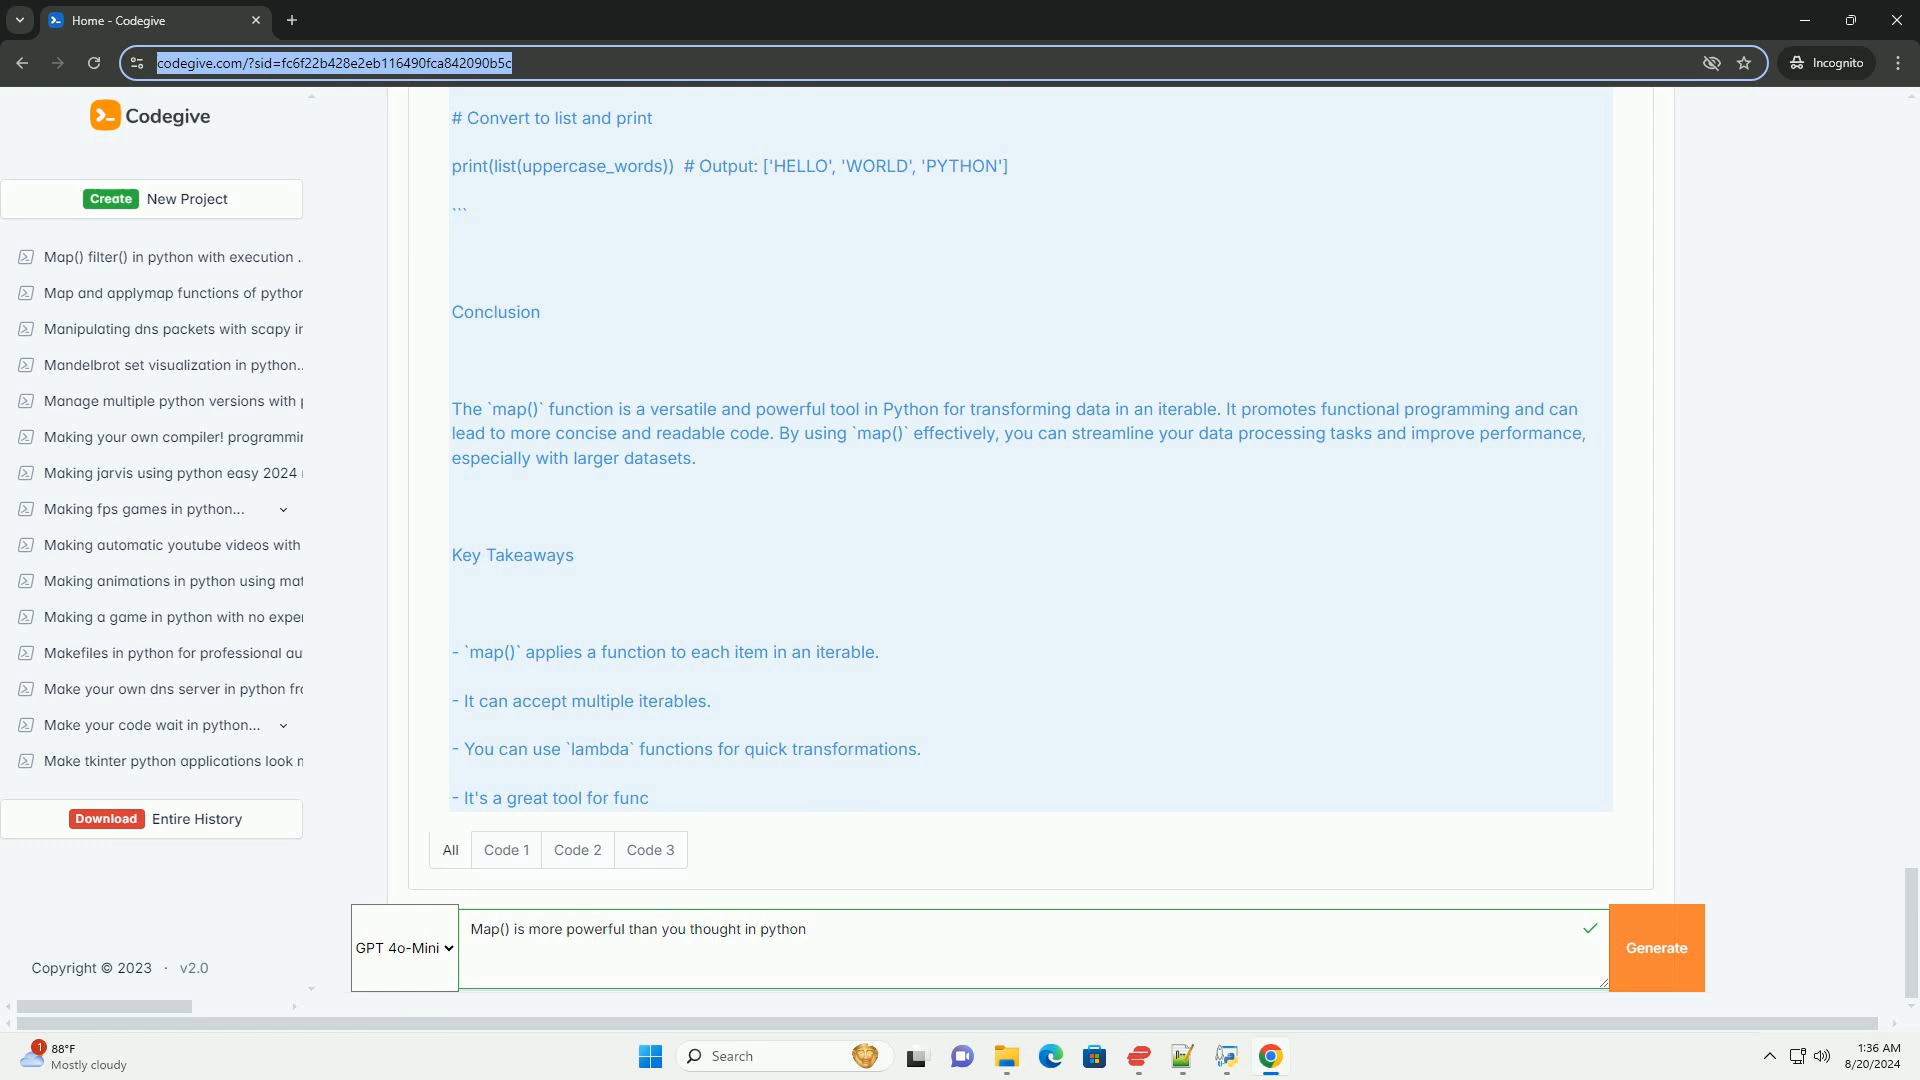 Home - Codegive
codegive.com/?sid=fc6f22b428e2eb116490fca842090b5c
Incognito
Codegive
Create New Project
Map() filter() in python with execution ..
Map and applymap functions of python
Manipulating dns packets with scapy in
Mandelbrot set visualization in python...
Manage multiple python versions with p
Making your own compiler! programmin
Making jarvis using python easy 2024
Making fps games in python...
Making automatic youtube videos with
Making animations in python using mat
Making a game in python with no exper
Makefiles in python for professional au
Make your own dns server in python fro
Make your code wait in python...
Make tkinter python applications look
Download Entire History
Copyright © 2023 · v2.0
# Convert to list and print
print(list(uppercase_words))  # Output: ['HELLO', 'WORLD', 'PYTHON']
```
Conclusion
The `map()` function is a versatile and powerful tool in Python for transforming data in an iterable. It promotes functional programming and can
lead to more concise and readable code. By using `map()` effectively, you can streamline your data processing tasks and improve performance,
especially with larger datasets.
Key Takeaways
- `map()` applies a function to each item in an iterable.
- It can accept multiple iterables.
- You can use `lambda` functions for quick transformations.
- It's a great tool for func
All Code 1 Code 2 Code 3
GPT 4o-Mini
Map() is more powerful than you thought in python
Generate
1
88°F
Mostly cloudy
Search
1:36 AM
8/20/2024